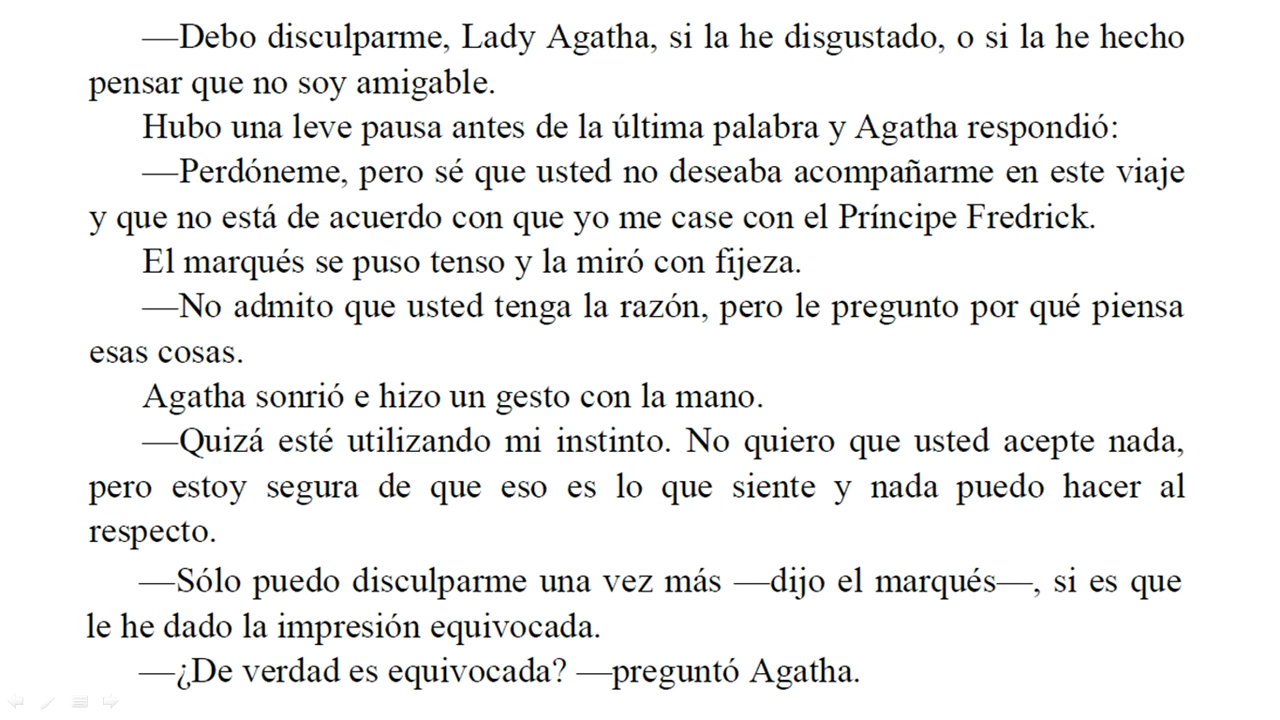 —Debo disculparme, Lady Agatha, si la he disgustado, o si la he hecho
pensar que no soy amigable.
Hubo una leve pausa antes de la última palabra y Agatha respondió:
—Perdóneme, pero sé que usted no deseaba acompañarme en este viaje
y que no está de acuerdo con que yo me case con el Príncipe Fredrick.
El marqués se puso tenso y la miró con fijeza.
—No admito que usted tenga la razón, pero le pregunto por qué piensa
esas cosas.
Agatha sonrió e hizo un gesto con la mano.
—Quizá esté utilizando mi instinto. No quiero que usted acepte nada,
pero estoy segura de que eso es lo que siente y nada puedo hacer al
respecto.
—Sólo puedo disculparme una vez más —dijo el marqués—, si es que
le he dado la impresión equivocada.
—¿De verdad es equivocada? —preguntó Agatha.